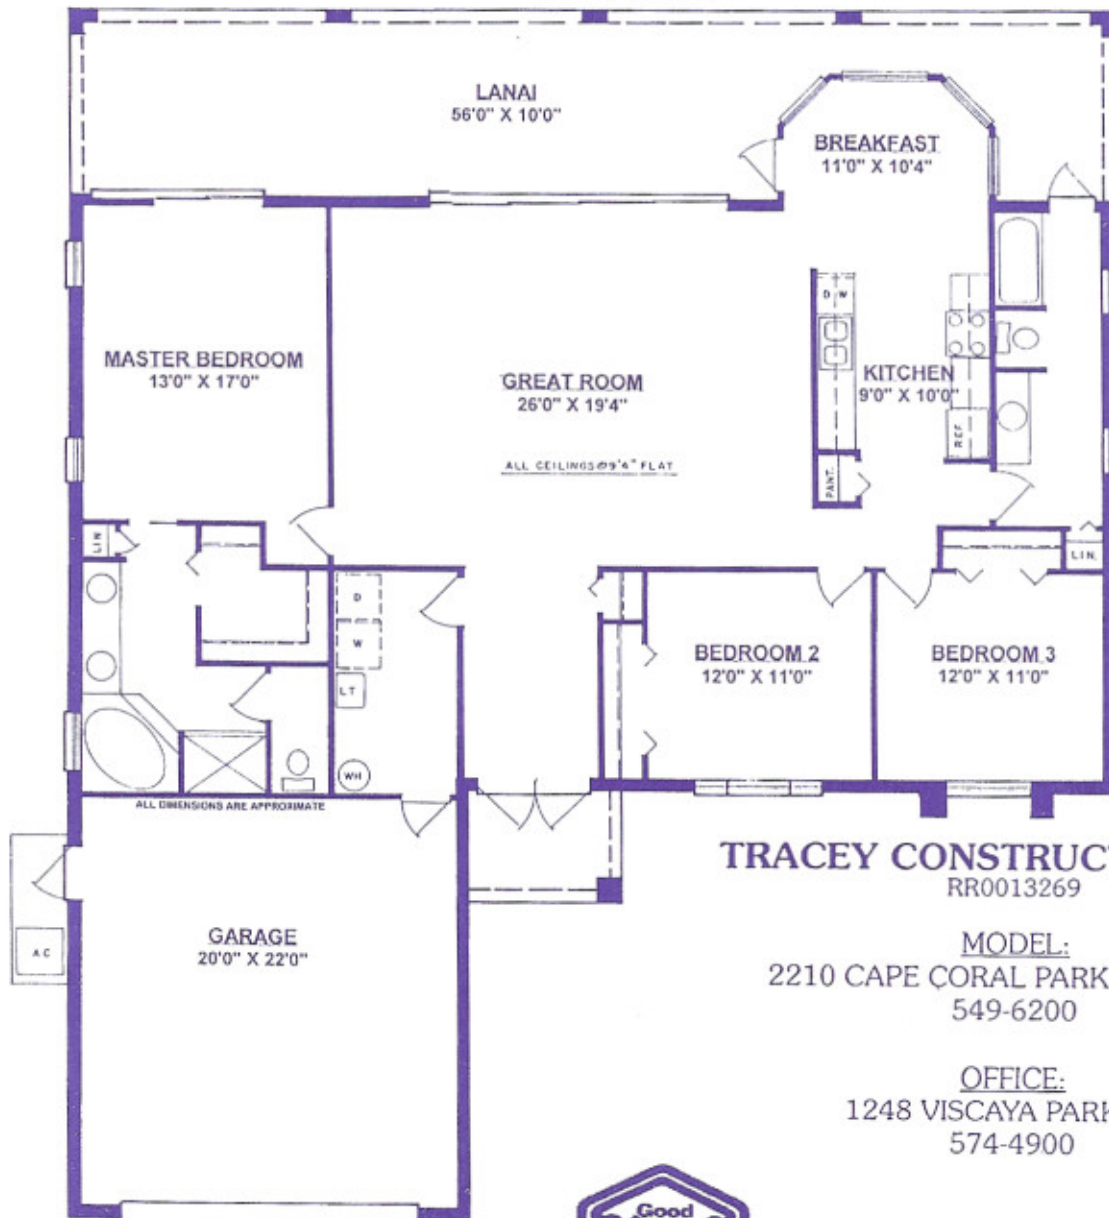 LANAI
56'0" X 10'0"
BREAKFAST
11'0" X 10'4"
D W
MASTER BEDROOM
13'0" X 17'0"
GREAT ROOM
26'0" X 19'4"
KITCHEN
9'0" X 10'0"
REF
ALL CEILINGS@9'4" FLAT
PANT.
LIN
LIN.
D
W
LT
WH
BEDROOM 2
12'0" X 11'0"
BEDROOM 3
12'0" X 11'0"
ALL DIMENSIONS ARE APPROXIMATE
AC
GARAGE
20'0" X 22'0"
TRACEY CONSTRUC
RR0013269
MODEL:
2210 CAPE CORAL PARK
549-6200
OFFICE:
1248 VISCAYA PAR
574-4900
Good